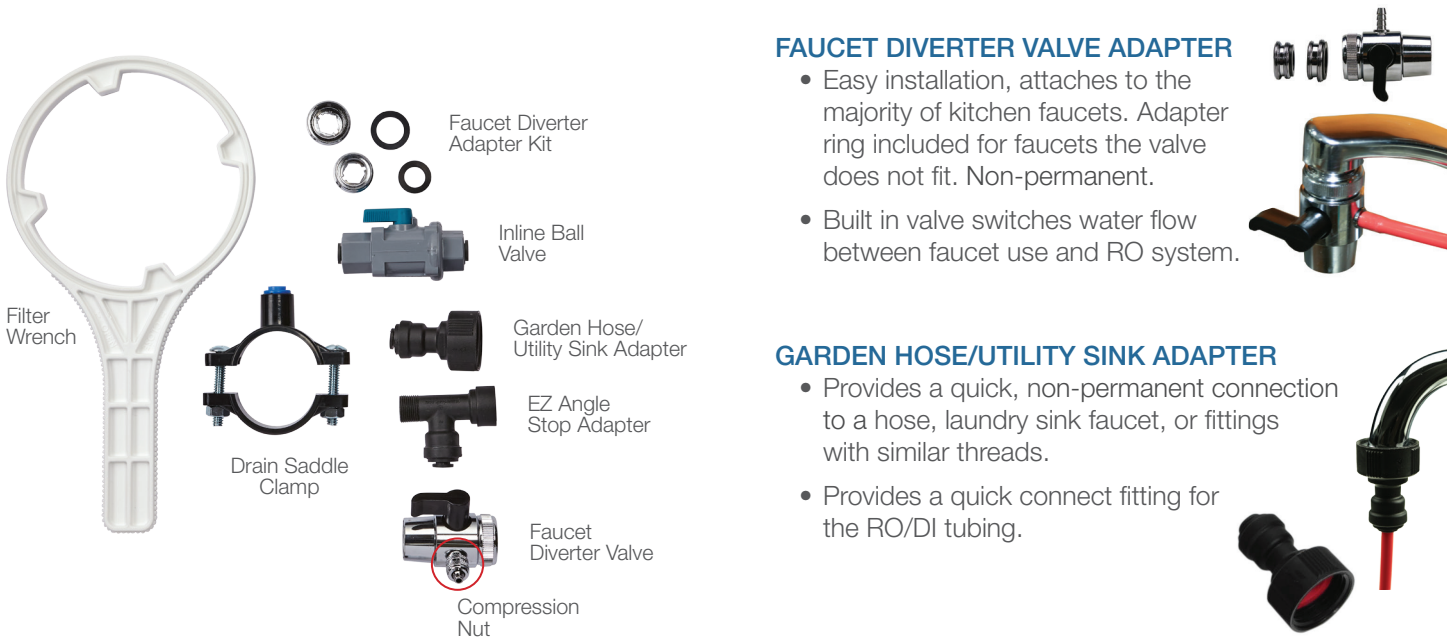 Filter
Wrench
Faucet Diverter
Adapter Kit
Inline Ball
Valve
Garden Hose/
Utility Sink Adapter
EZ Angle
Stop Adapter
Drain Saddle
Clamp
Faucet
Diverter Valve
Compression
Nut
FAUCET DIVERTER VALVE ADAPTER
• Easy installation, attaches to the
majority of kitchen faucets. Adapter
ring included for faucets the valve
does not fit. Non-permanent.
• Built in valve switches water flow
between faucet use and RO system.
GARDEN HOSE/UTILITY SINK ADAPTER
• Provides a quick, non-permanent connection
to a hose, laundry sink faucet, or fittings
with similar threads.
• Provides a quick connect fitting for
the RO/DI tubing.